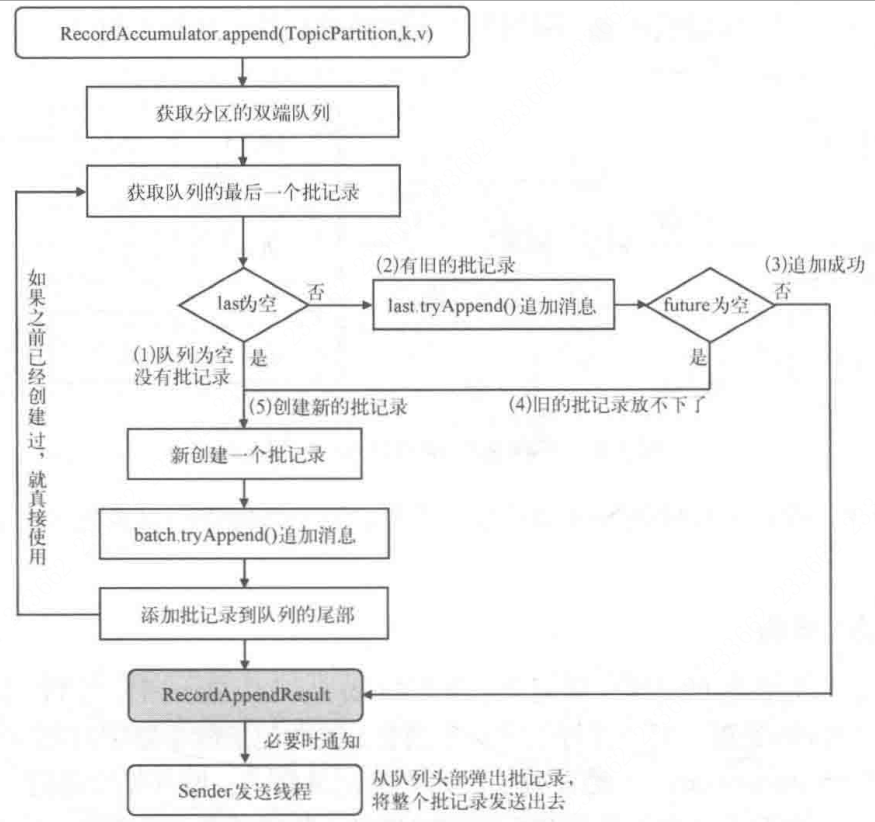 RecordAccumulator.append(TopicPartition,k,v)
获取分区的双端队列
获取队列的最后一个批记录
last为空
否
(2)有旧的批记录
last.tryAppend()追加消息
future为空
(3)追加成功
否
(1)队列为空
没有批记录
是
是
(4)旧的批记录放不下了
(5)创建新的批记录
新创建一个批记录
batch.tryAppend()追加消息
添加批记录到队列的尾部
如果之前已经创建过，就真接使用
RecordAppendResult
必要时通知
Sender发送线程
从队列头部弹出批记录，
将整个批记录发送出去